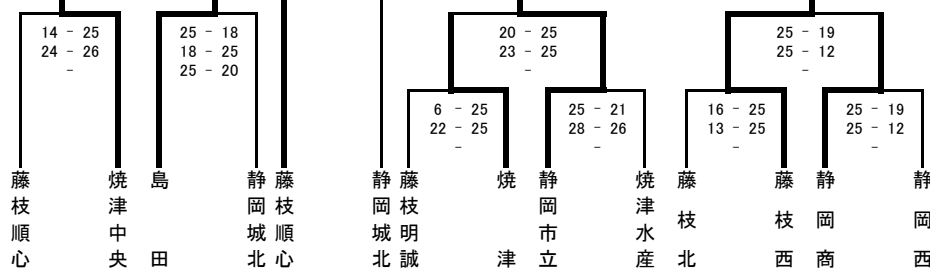 14 - 25
24 - 26
-
25 - 18
18 - 25
25 - 20
20 - 25
23 - 25
-
25 - 19
25 - 12
-
6 - 25
22 - 25
-
25 - 21
28 - 26
-
16 - 25
13 - 25
-
25 - 19
25 - 12
-
藤枝順心
焼津中央
島田
静岡城北
藤枝順心
静岡城北
藤枝明誠
焼津
静岡市立
焼津水産
藤枝北
藤枝西
静岡商
静岡西